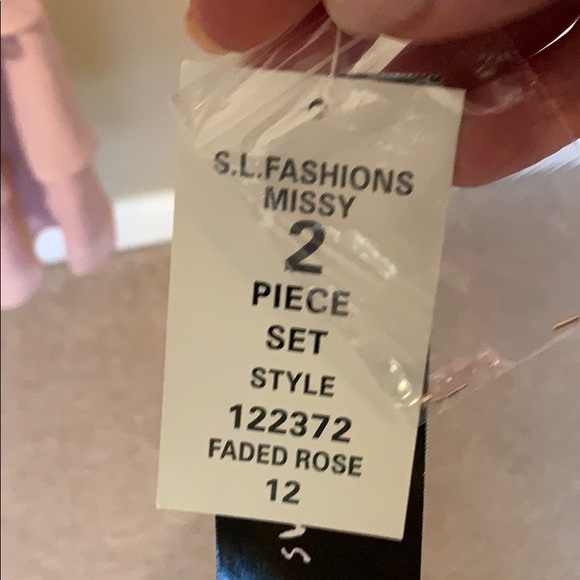 S.L.FASHIONS
MISSY
2
PIECE
SET
STYLE
122372
FADED ROSE
12